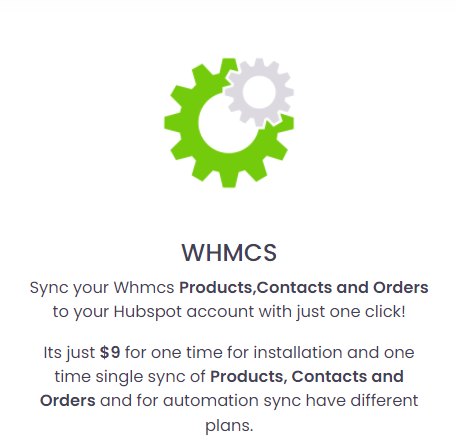 WHMCS
Sync your Whmcs Products,Contacts and Orders
to your Hubspot account with just one click!
Its just $9 for one time for installation and one
time single sync of Products, Contacts and
Orders and for automation sync have different
plans.